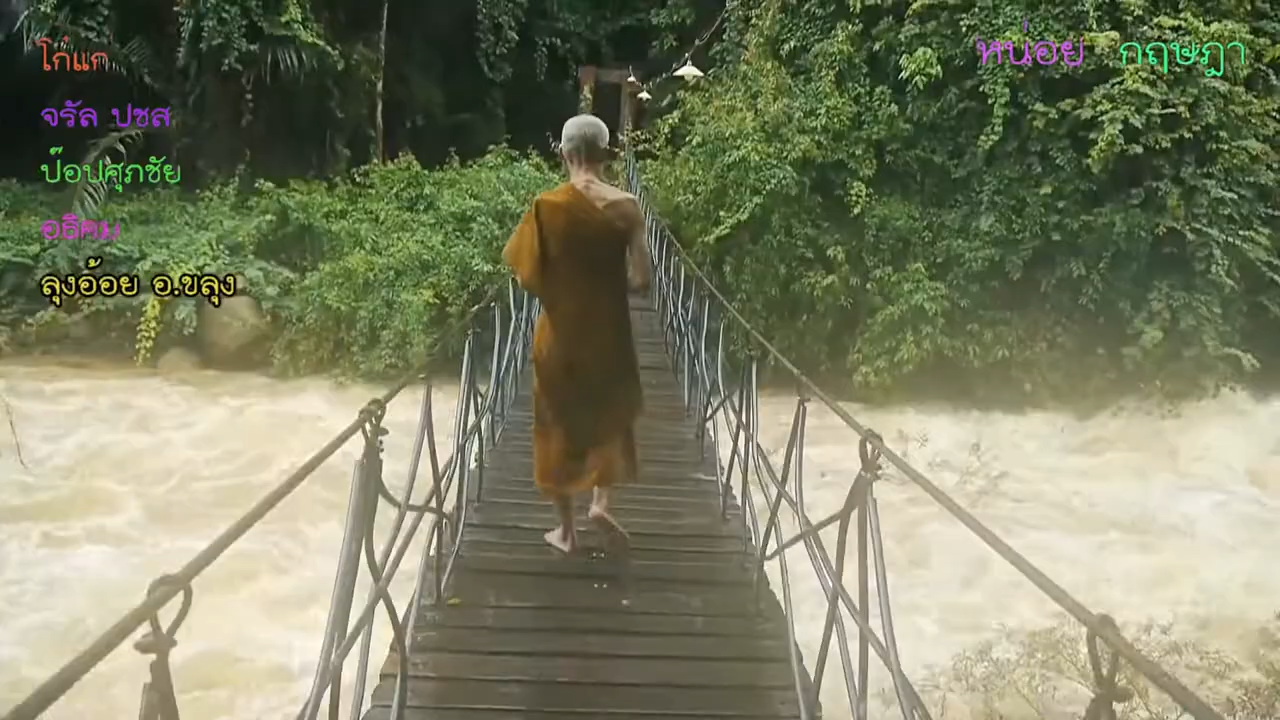 โก๋แก
จรัล ปชส
ป๊อปศุภชัย
อธิคม
ลุงอ้อย อ.ขลุง
หน่อย กฤษฎา